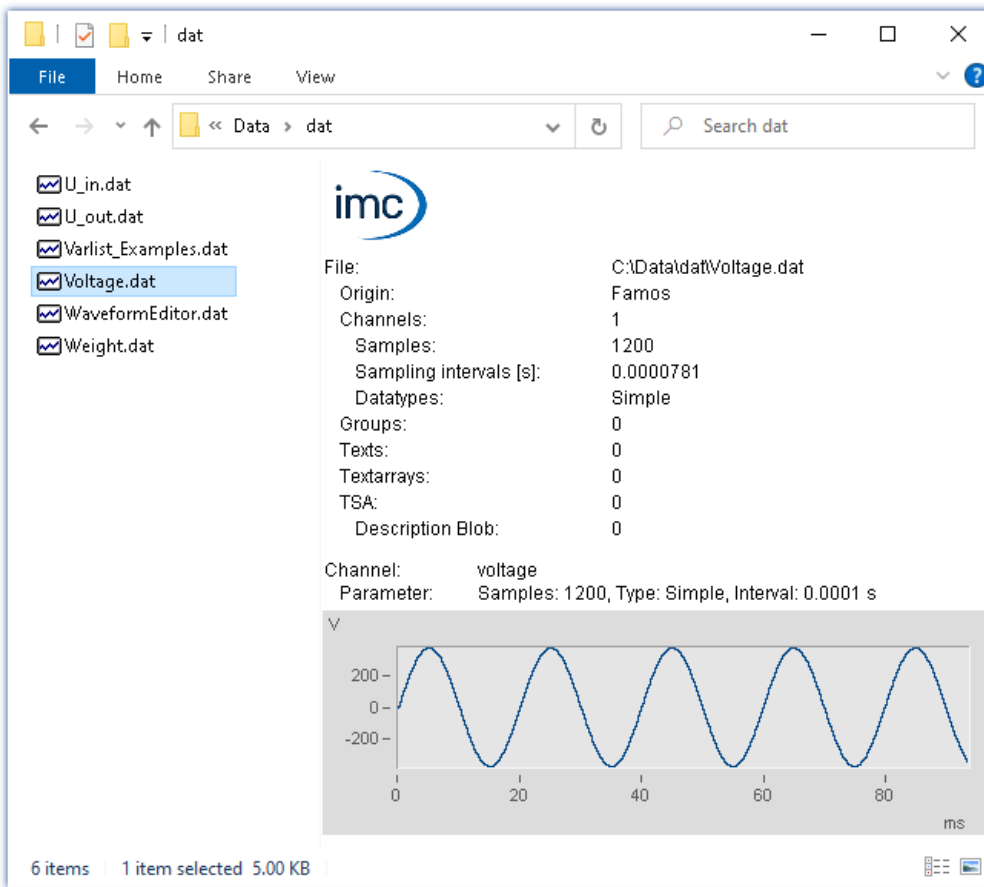 dat
File Home Share View ?
« Data › dat
Search dat
U_in.dat
U_out.dat
Varlist_Examples.dat
Voltage.dat
WaveformEditor.dat
Weight.dat
imc
File: C:\Data\dat\Voltage.dat
Origin: Famos
Channels: 1
Samples: 1200
Sampling intervals [s]: 0.0000781
Datatypes: Simple
Groups: 0
Texts: 0
Textarrays: 0
TSA: 0
Description Blob: 0
Channel: voltage
Parameter: Samples: 1200, Type: Simple, Interval: 0.0001 s
V
200
0
-200
0 20 40 60 80
ms
6 items 1 item selected 5.00 KB